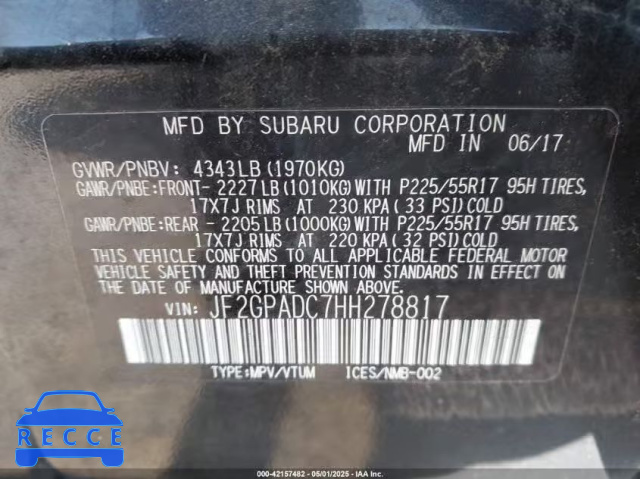 MFD BY SUBARU CORPORATION
MFD IN 06/17
GVWR/PNBV: 4343LB(1970KG)
GAWR/PNBE:FRONT- 2227LB(1010KG)WITH P225/55R17 95H TIRES,
17X7J RIMS AT 230 KPA( 33 PSI)COLD
GAWR/PNBE:REAR - 2205LB(1000KG)WITH P225/55R17 95H TIRES,
17X7J RIMS AT 220 KPA( 32 PSI)COLD
THIS VEHICLE CONFORMS TO ALL APPLICABLE FEDERAL MOTOR
VEHICLE SAFETY AND THEFT PREVENTION STANDARDS IN EFFECT
ON THE DATE OF MANUFACTURE SHOWN ABOVE.
VIN: JF2GPADC7HH278817
TYPE:MPV/VTUM ICES/NMB-002
RECCE
000-42157482 - 05/01/2025 - IAA Inc.